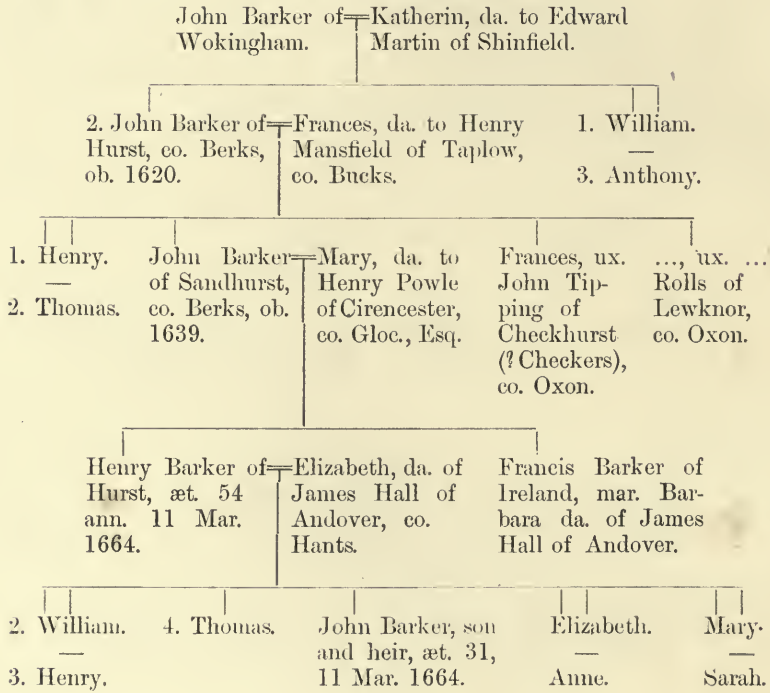 John Barker of
Wokingham.
Katherin, da. to Edward
Martin of Shinfield.
2. John Barker of
Hurst, co. Berks,
ob. 1620.
Frances, da. to Henry
Mansfield of Taplow,
co. Bucks.
1. William.
—
3. Anthony.
1. Henry.
—
2. Thomas.
John Barker
of Sandhurst,
co. Berks, ob.
1639.
Mary, da. to
Henry Powle
of Cirencester,
co. Gloc., Esq.
Frances, ux.
John Tip-
ping of
Checkhurst
(? Checkers),
co. Oxon.
..., ux. ...
Rolls of
Lewknor,
co. Oxon.
Henry Barker of
Hurst, æt. 54
ann. 11 Mar.
1664.
Elizabeth, da. of
James Hall of
Andover, co.
Hants.
Francis Barker of
Ireland, mar. Bar-
bara da. of James
Hall of Andover.
2. William.
—
3. Henry.
4. Thomas.
John Barker, son
and heir, æt. 31,
11 Mar. 1664.
Elizabeth.
—
Anne.
Mary.
—
Sarah.